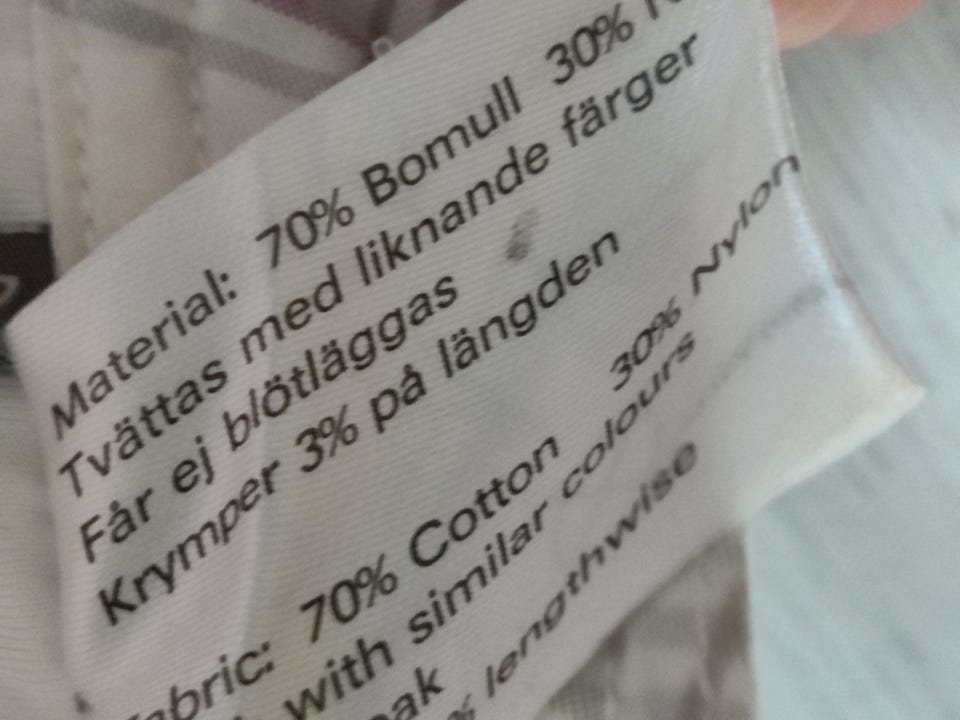 Material: 70% Bomull 30%
Tvättas med liknande färger
Får ej blötläggas
Krymper 3% på längden
Fabric: 70% Cotton 30% Nylon
with similar colours
% lengthwise